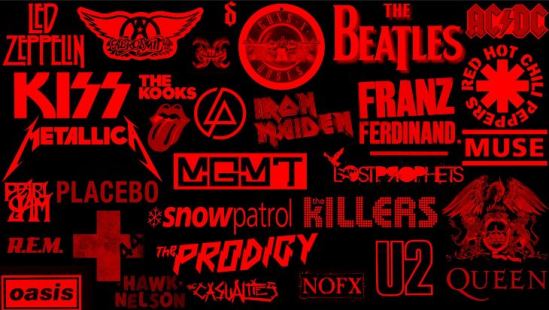 LED
ZEPPELIN
AEROSMITH
GUNS N ROSES
THE
BEATLES
AC DC
KISS
THE
KOOKS
IRON
MAIDEN
FRANZ
FERDINAND.
RED HOT CHILI PEPPERS
METALLICA
MGMT
LOSTPROPHETS
MUSE
PEARL
JAM
PLACEBO
snowpatrol
the
KILLERS
R.E.M.
THE
PRODIGY
U2
QUEEN
oasis
HAWK
NELSON
the CASUALTIES
NOFX